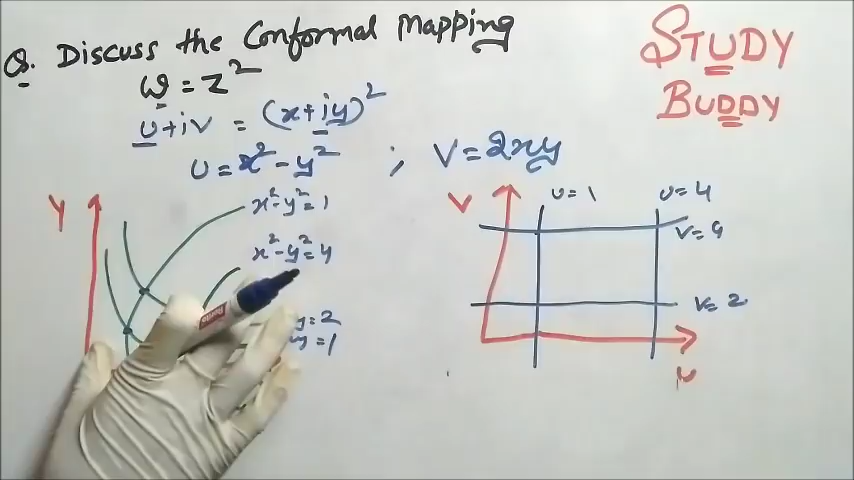 Q. Discuss the Conformal Mapping
STUDY
BUDDY
ω = z²
u+iv = (x+iy)²
u = x² - y² ; V = 2xy
Y
x² - y² = 1
x² - y² = 4
y = 2
y = 1
V
u = 1
u = 4
V = 2
u